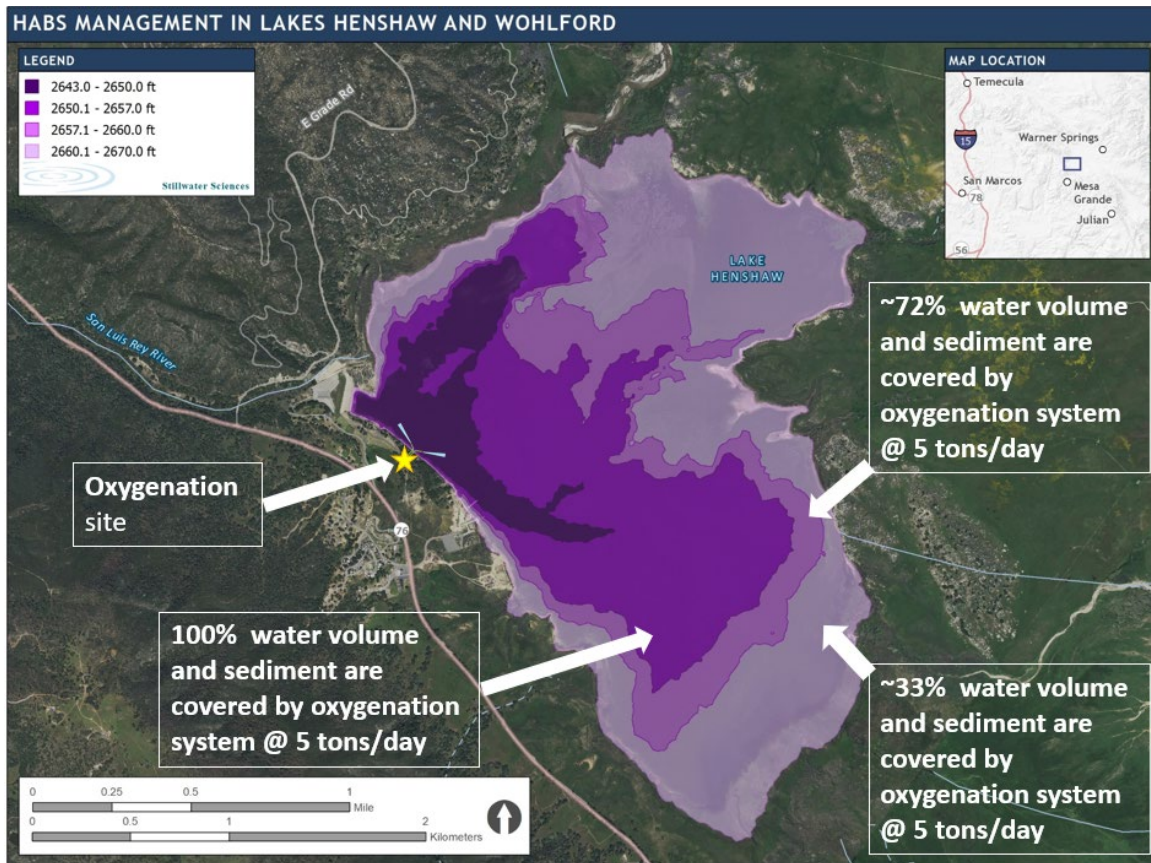 HABS MANAGEMENT IN LAKES HENSHAW AND WOHLFORD
LEGEND
2643.0 - 2650.0 ft
2650.1 - 2657.0 ft
2657.1 - 2660.0 ft
2660.1 - 2670.0 ft
Stillwater Sciences
E Grade Rd
MAP LOCATION
Temecula
15
Warner Springs
San Marcos
78
Mesa
Grande
Julian
56
LAKE
HENSHAW
San Luis Rey River
~72% water volume
and sediment are
covered by
oxygenation system
@ 5 tons/day
Oxygenation
site
76
100% water volume
and sediment are
covered by oxygenation
system @ 5 tons/day
~33% water volume
and sediment are
covered by
oxygenation system
@ 5 tons/day
0 0.25 0.5 1
Mile
0 0.5 1 2
Kilometers